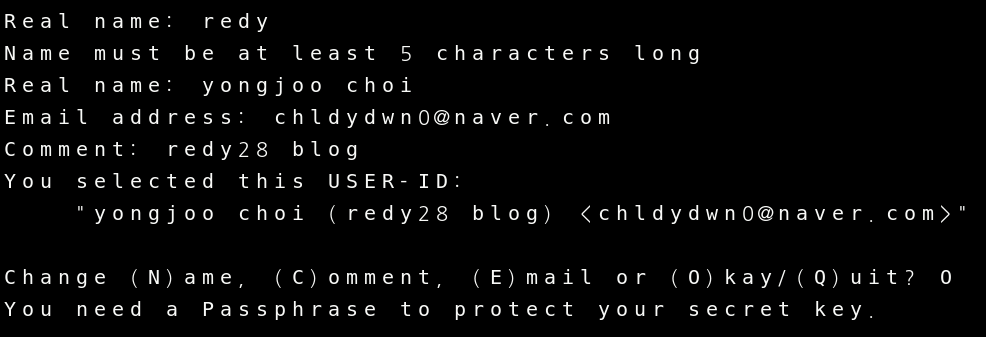 Real name: redy
Name must be at least 5 characters long
Real name: yongjoo choi
Email address: chldydwn0@naver.com
Comment: redy28 blog
You selected this USER-ID:
"yongjoo choi (redy28 blog) <chldydwn0@naver.com>"
Change (N)ame, (C)omment, (E)mail or (O)kay/(Q)uit? O
You need a Passphrase to protect your secret key.